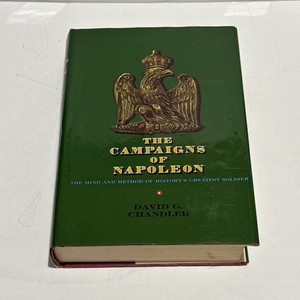 THE
CAMPAIGNS
OF
NAPOLEON
THE MIND AND METHOD OF HISTORY'S GREATEST SOLDIER
DAVID G.
CHANDLER